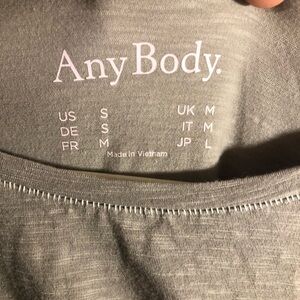 Any Body.
US S UK M
DE S IT M
FR M JP L
Made in Vietnam